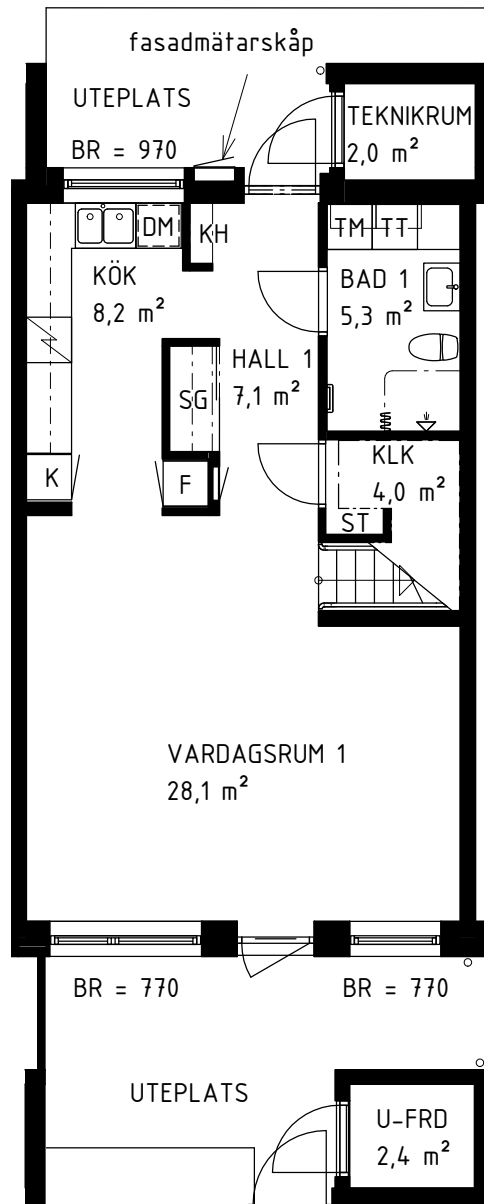 fasadmätarskåp
UTEPLATS
TEKNIKRUM
2,0 m²
BR = 970
DM
KH
TM
TT
KÖK
8,2 m²
BAD 1
5,3 m²
HALL 1
7,1 m²
SG
K
F
KLK
4,0 m²
ST
VARDAGSRUM 1
28,1 m²
BR = 770
BR = 770
UTEPLATS
U-FRD
2,4 m²